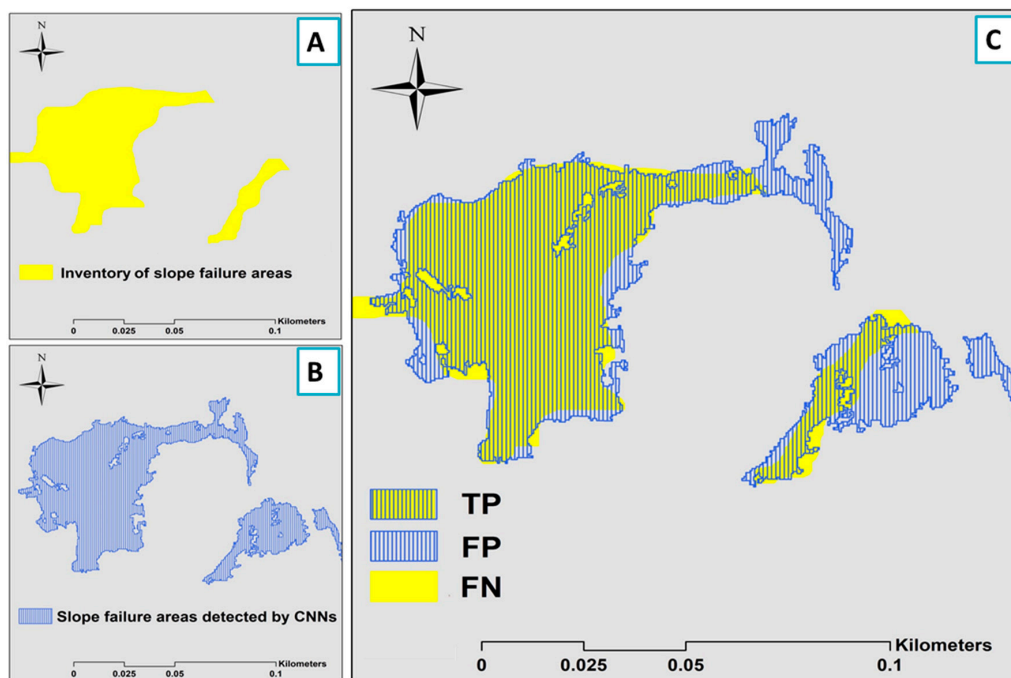 A
N
Inventory of slope failure areas
Kilometers
0 0.025 0.05 0.1
B
N
Slope failure areas detected by CNNs
Kilometers
0 0.025 0.05 0.1
C
N
TP
FP
FN
Kilometers
0 0.025 0.05 0.1